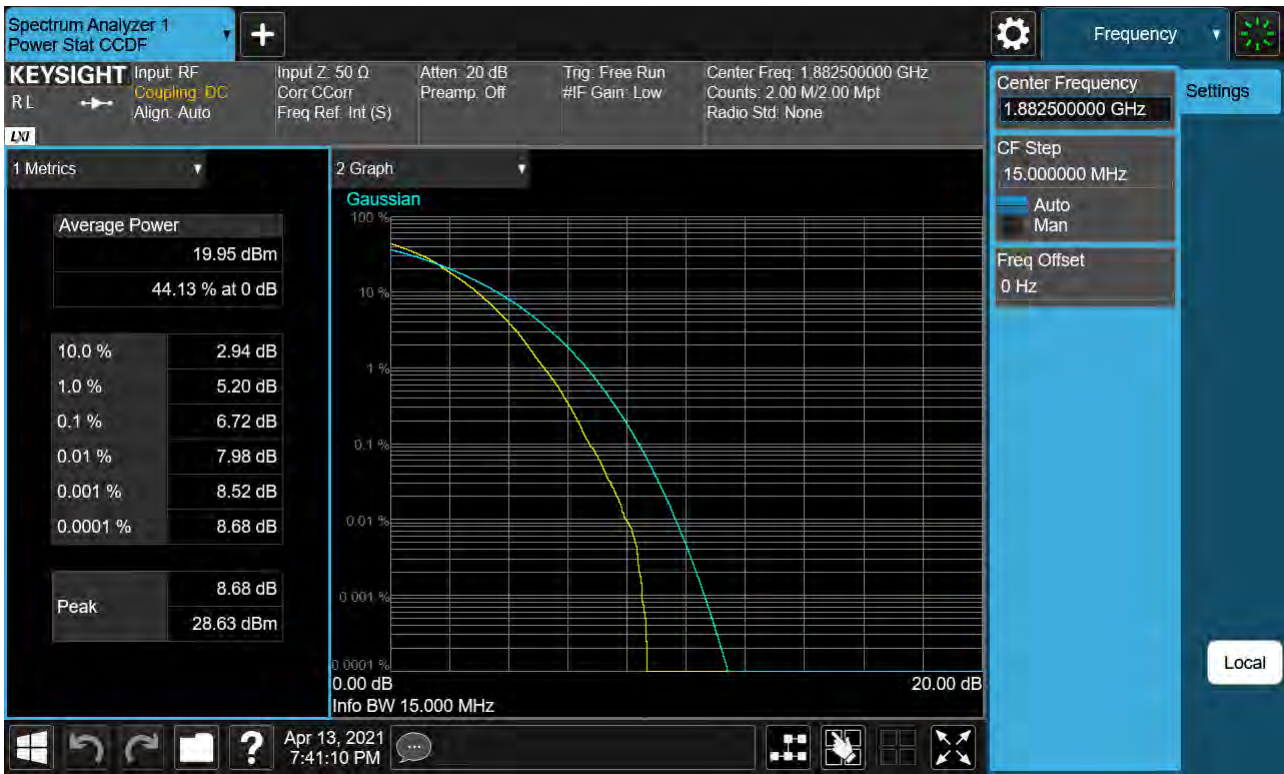 Spectrum Analyzer 1
Power Stat CCDF
Frequency
KEYSIGHT
RL
LXI
Input: RF
Coupling: DC
Align: Auto
Input Z: 50 Ω
Corr CCorr
Freq Ref: Int (S)
Atten: 20 dB
Preamp: Off
Trig: Free Run
#IF Gain: Low
Center Freq: 1.882500000 GHz
Counts: 2.00 M/2.00 Mpt
Radio Std: None
Center Frequency
1.882500000 GHz
Settings
CF Step
15.000000 MHz
Auto
Man
Freq Offset
0 Hz
Local
1 Metrics
Average Power
19.95 dBm
44.13 % at 0 dB
10.0 % 2.94 dB
1.0 % 5.20 dB
0.1 % 6.72 dB
0.01 % 7.98 dB
0.001 % 8.52 dB
0.0001 % 8.68 dB
Peak
8.68 dB
28.63 dBm
2 Graph
Gaussian
100 %
10 %
1 %
0.1 %
0.01 %
0.001 %
0.0001 %
0.00 dB 20.00 dB
Info BW 15.000 MHz
?
Apr 13, 2021
7:41:10 PM